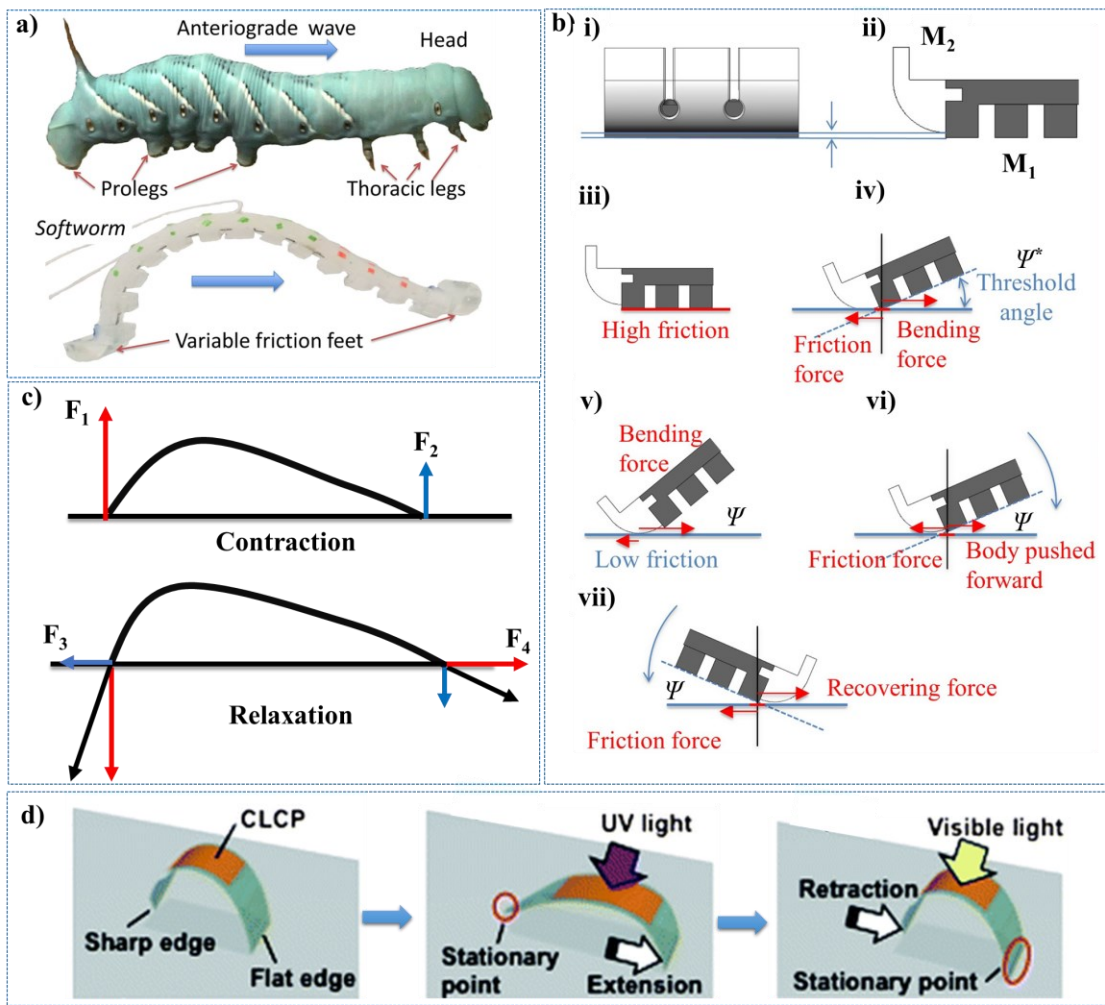 a)
Anteriograde wave
Head
Prolegs
Thoracic legs
Softworm
Variable friction feet
b)
i)
ii)
M2
M1
iii)
High friction
iv)
Ψ*
Threshold
angle
Friction
force
Bending
force
v)
Bending
force
Ψ
Low friction
vi)
Ψ
Friction force
Body pushed
forward
vii)
Ψ
Recovering force
Friction force
c)
F1
F2
Contraction
F3
F4
Relaxation
d)
CLCP
Sharp edge
Flat edge
UV light
Stationary
point
Extension
Visible light
Retraction
Stationary point